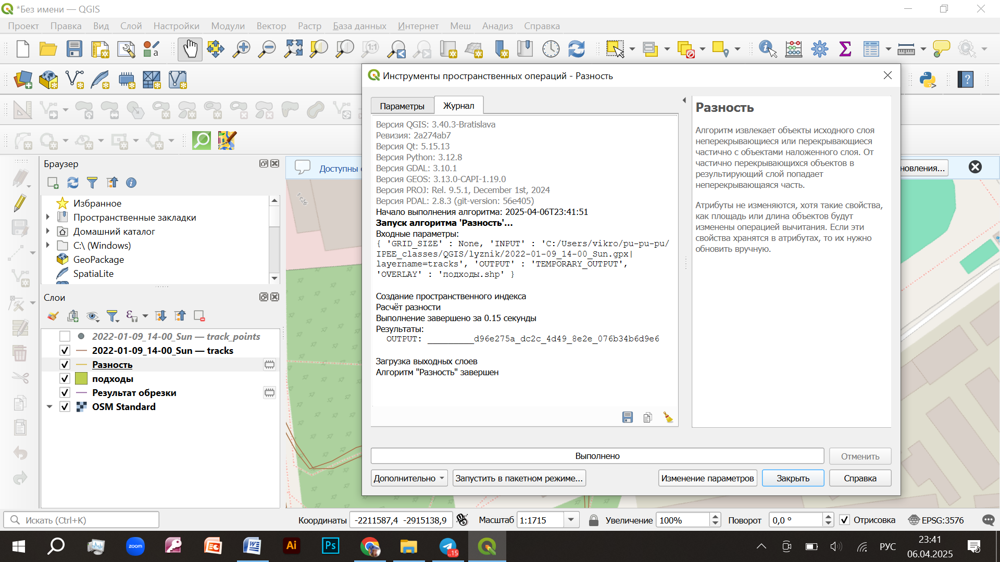 *Без имени — QGIS
Проект Правка Вид Слой Настройки Модули Вектор Растр База данных Интернет Меш Анализ Справка
Инструменты пространственных операций - Разность
Параметры
Журнал
Версия QGIS: 3.40.3-Bratislava
Ревизия: 2a274ab7
Версия Qt: 5.15.13
Версия Python: 3.12.8
Версия GDAL: 3.10.1
Версия GEOS: 3.13.0-CAPI-1.19.0
Версия PROJ: Rel. 9.5.1, December 1st, 2024
Версия PDAL: 2.8.3 (git-version: 56e405)
Начало выполнения алгоритма: 2025-04-06T23:41:51
Запуск алгоритма 'Разность'...
Входные параметры:
{ 'GRID_SIZE' : None, 'INPUT' : 'C:/Users/vikro/pu-pu-pu/
IPEE_classes/QGIS/lyznik/2022-01-09_14-00_Sun.gpx|
layername=tracks', 'OUTPUT' : 'TEMPORARY_OUTPUT',
'OVERLAY' : 'подходы.shp' }
Создание пространственного индекса
Расчёт разности
Выполнение завершено за 0.15 секунды
Результаты:
OUTPUT: _________d96e275a_dc2c_4d49_8e2e_076b34b6d9e6
Загрузка выходных слоев
Алгоритм "Разность" завершен
Разность
Алгоритм извлекает объекты исходного слоя
неперекрывающиеся или перекрывающиеся
частично с объектами наложенного слоя. От
частично перекрывающихся объектов в
результирующий слой попадает
неперекрывающаяся часть.
Атрибуты не изменяются, хотя такие свойства,
как площадь или длина объектов будут
изменены операцией вычитания. Если эти
свойства хранятся в атрибутах, то их нужно
обновить вручную.
Выполнено
Отменить
Дополнительно
Запустить в пакетном режиме...
Изменение параметров
Закрыть
Справка
Браузер
Избранное
Пространственные закладки
Домашний каталог
C:\ (Windows)
GeoPackage
SpatiaLite
Доступны
новления...
1 с26
Слои
2022-01-09_14-00_Sun — track_points
2022-01-09_14-00_Sun — tracks
Разность
подходы
Результат обрезки
OSM Standard
Искать (Ctrl+K)
Координаты -2211587,4 -2915138,9
Масштаб 1:1715
Увеличение 100%
Поворот 0,0 °
Отрисовка
EPSG:3576
zoom
Ai
Ps
..15
РУС
23:41
06.04.2025